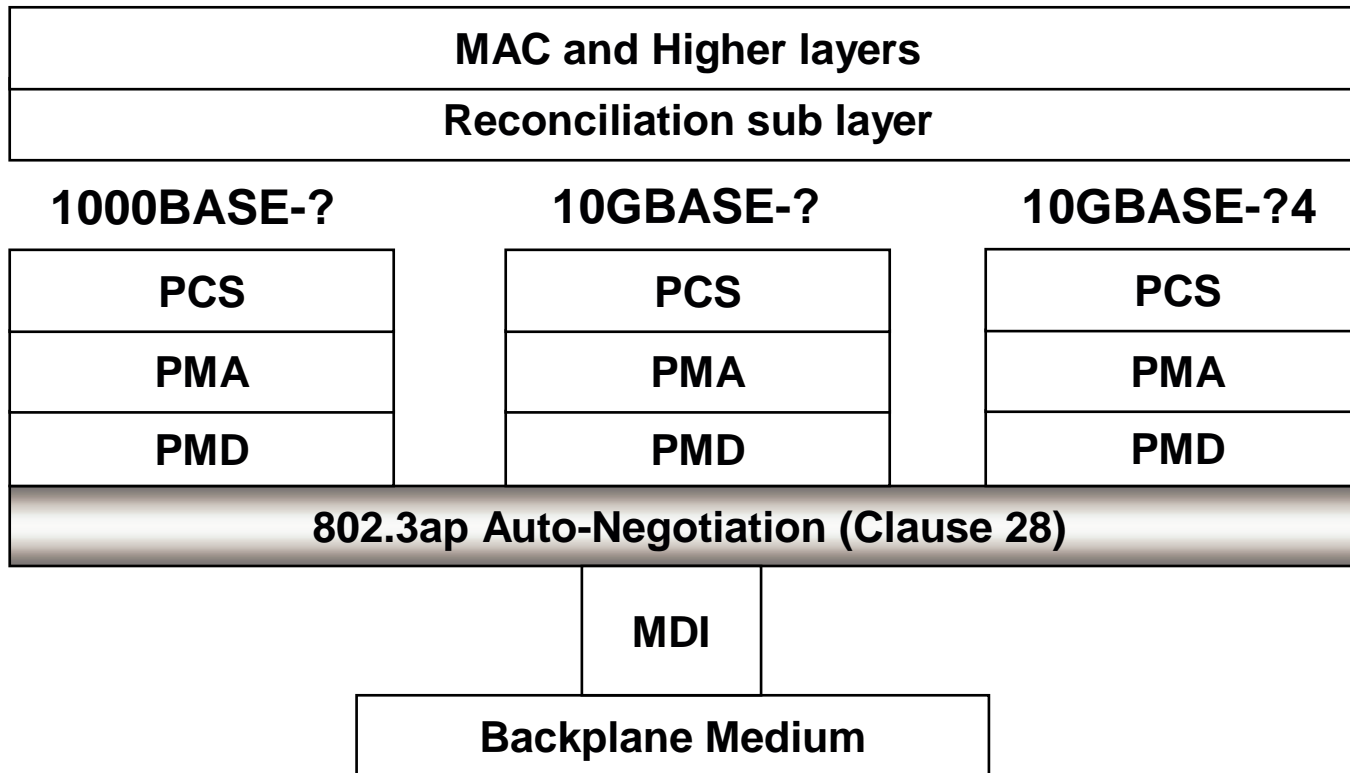 MAC and Higher layers
Reconciliation sub layer
1000BASE-? 10GBASE-? 10GBASE-?4
PCS PCS PCS
PMA PMA PMA
PMD PMD PMD
802.3ap Auto-Negotiation (Clause 28)
MDI
Backplane Medium